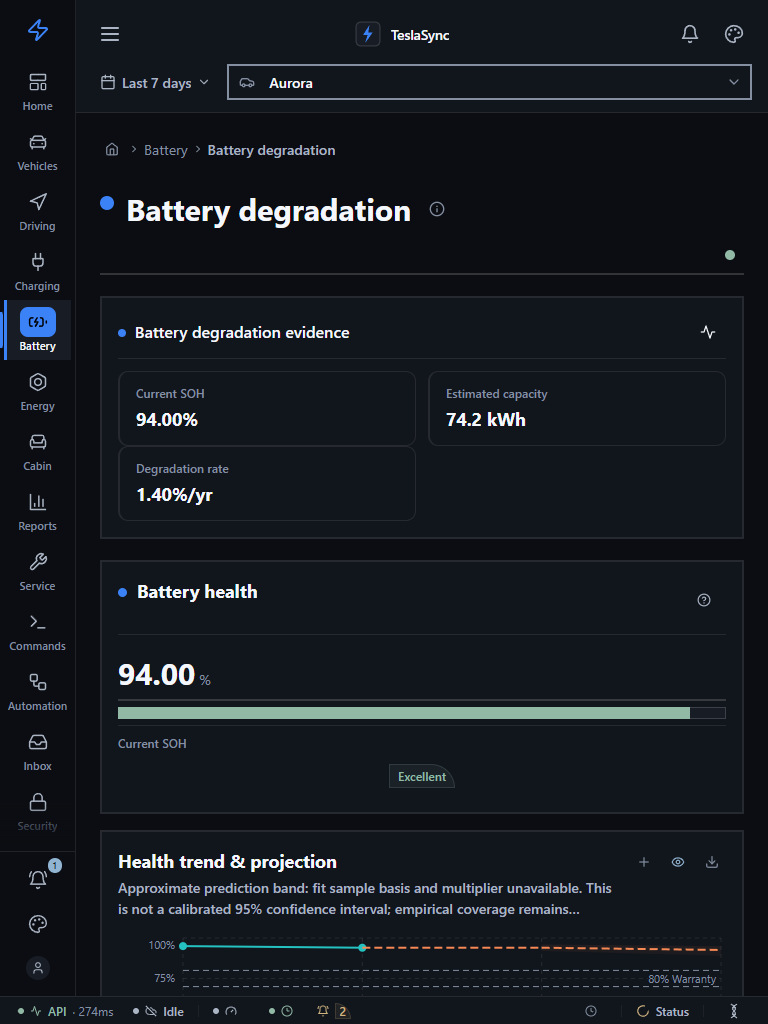 TeslaSync
Last 7 days
Aurora
Home
Vehicles
Driving
Charging
Battery
Energy
Cabin
Reports
Service
Commands
Automation
Inbox
Security
1
Battery
Battery degradation
Battery degradation
Battery degradation evidence
Current SOH
94.00%
Estimated capacity
74.2 kWh
Degradation rate
1.40%/yr
Battery health
94.00 %
Current SOH
Excellent
Health trend & projection
Approximate prediction band: fit sample basis and multiplier unavailable. This
is not a calibrated 95% confidence interval; empirical coverage remains...
100%
75%
80% Warranty
API · 274ms
Idle
2
Status